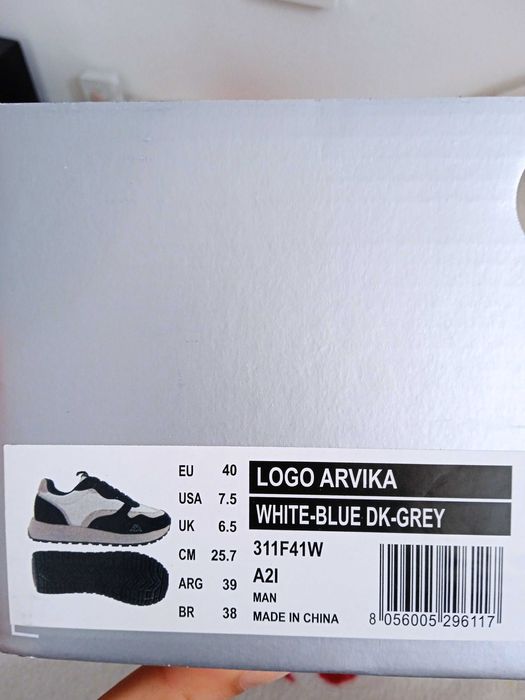 EU 40
USA 7.5
UK 6.5
CM 25.7
ARG 39
BR 38
LOGO ARVIKA
WHITE-BLUE DK-GREY
311F41W
A2I
MAN
MADE IN CHINA
8 056005 296117